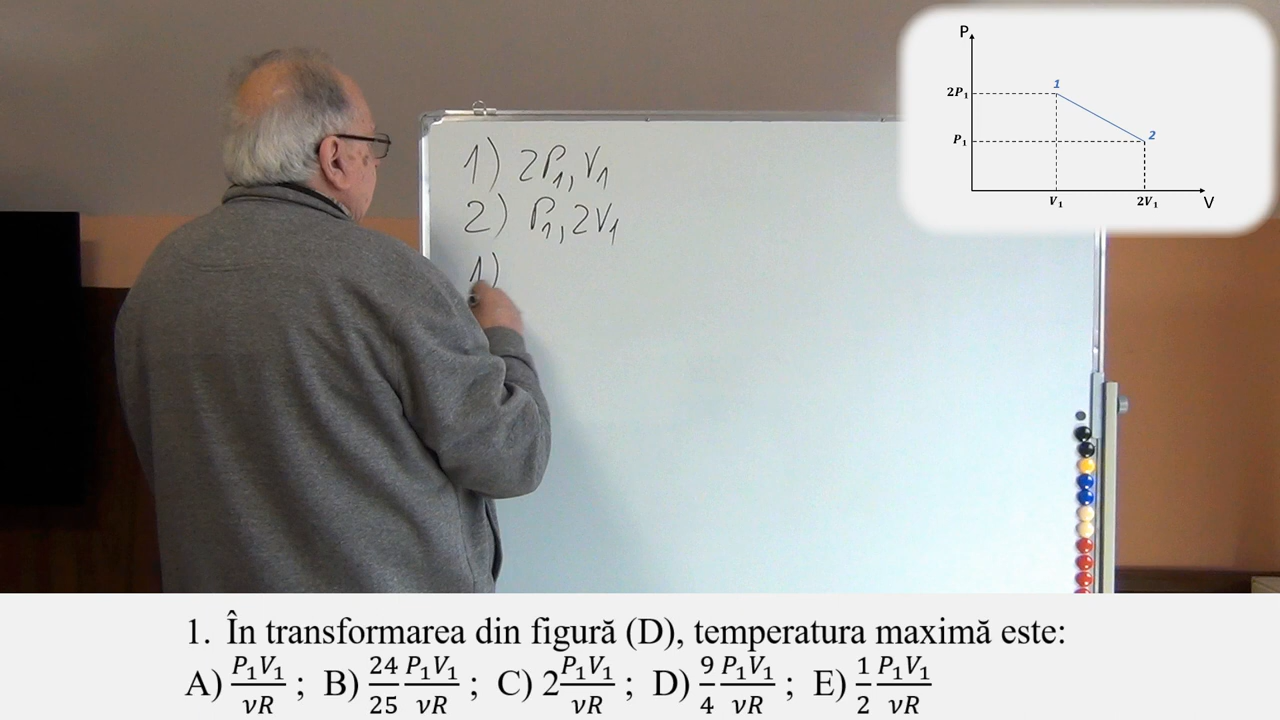 P
1
2P₁
2
P₁
V₁
2V₁
V
1) 2P₁, V₁
2) P₁, 2V₁
1)
1. În transformarea din figură (D), temperatura maximă este:
A) P₁V₁/νR ; B) 24/25 P₁V₁/νR ; C) 2 P₁V₁/νR ; D) 9/4 P₁V₁/νR ; E) 1/2 P₁V₁/νR